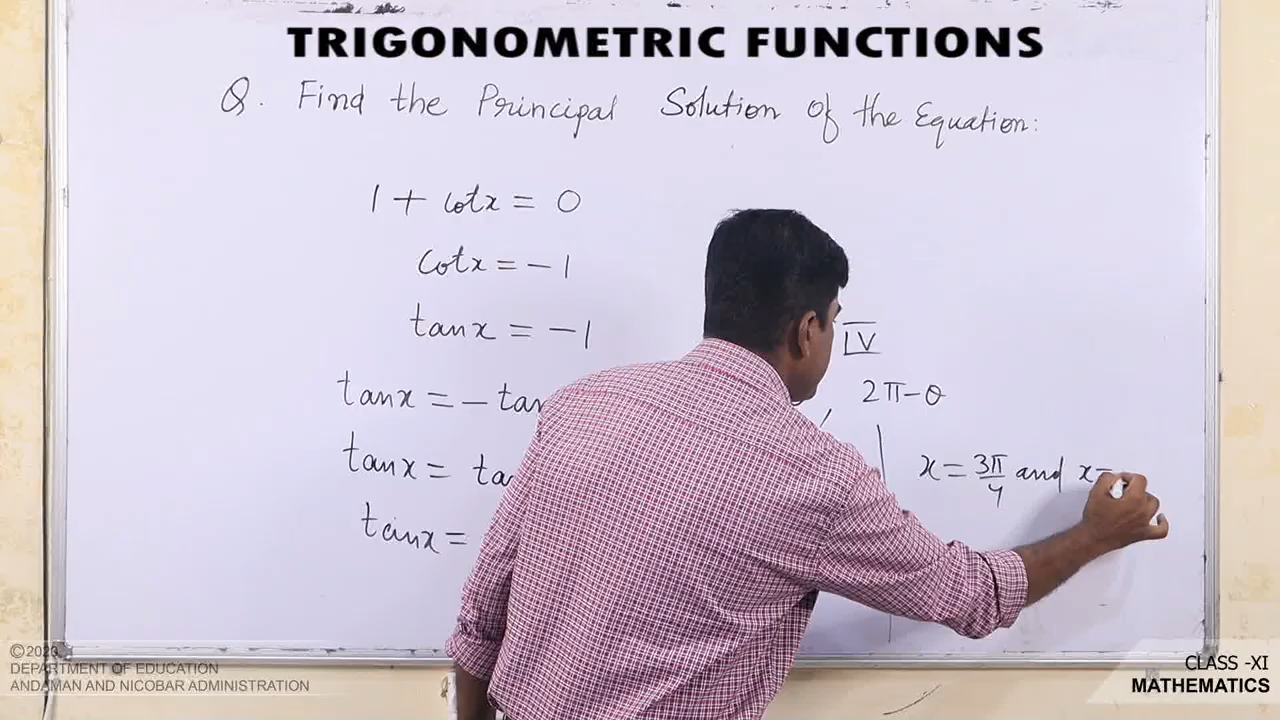 TRIGONOMETRIC FUNCTIONS
Q. Find the Principal Solution of the Equation:
1 + cotx = 0
cotx = -1
tanx = -1
tanx = - tan
tanx =
tanx =
IV
2π-θ
x = 3π/4 and x=
©2020
DEPARTMENT OF EDUCATION
ANDAMAN AND NICOBAR ADMINISTRATION
CLASS -XI
MATHEMATICS